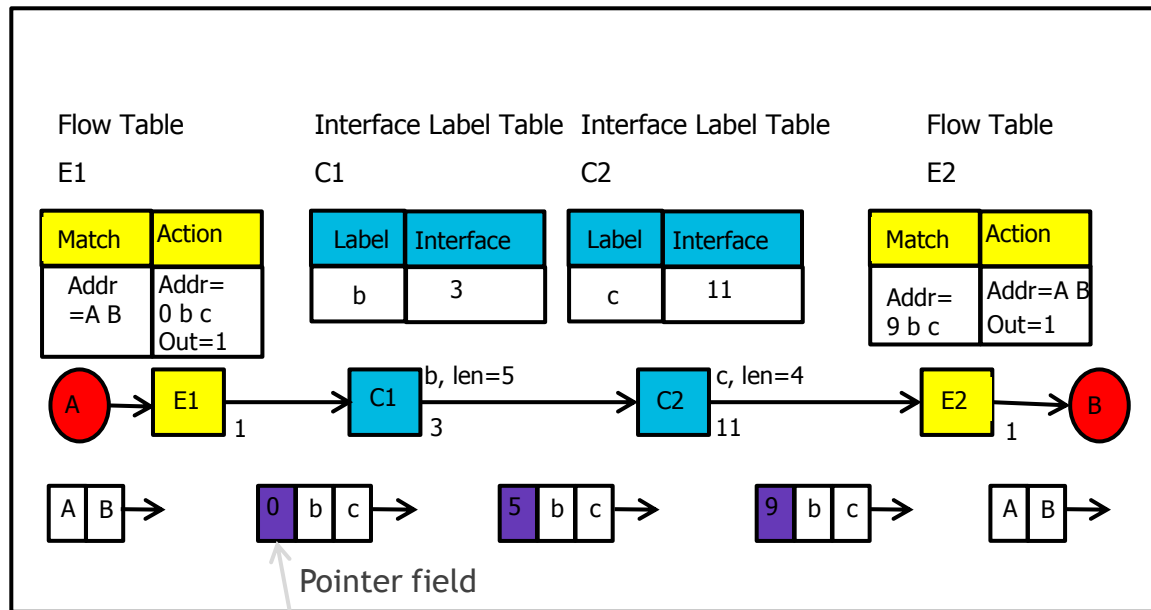 Flow Table
Interface Label Table
Interface Label Table
Flow Table
E1
C1
C2
E2
Match
Action
Addr
=A B
Addr=
0 b c
Out=1
Label
Interface
b
3
Label
Interface
c
11
Match
Action
Addr=
9 b c
Addr=A B
Out=1
A
E1
1
C1
b, len=5
3
C2
c, len=4
11
E2
1
B
A B
0 b c
5 b c
9 b c
A B
Pointer field